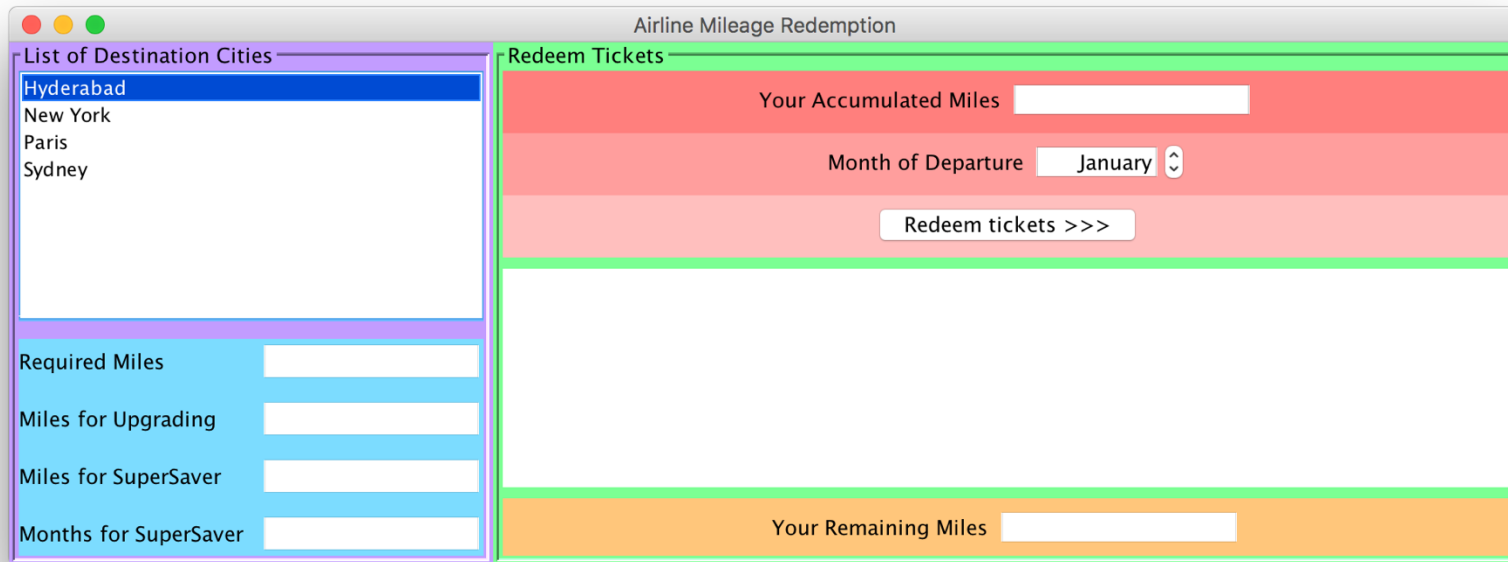 Airline Mileage Redemption
List of Destination Cities
Hyderabad
New York
Paris
Sydney
Required Miles
Miles for Upgrading
Miles for SuperSaver
Months for SuperSaver
Redeem Tickets
Your Accumulated Miles
Month of Departure January
Redeem tickets >>>
Your Remaining Miles